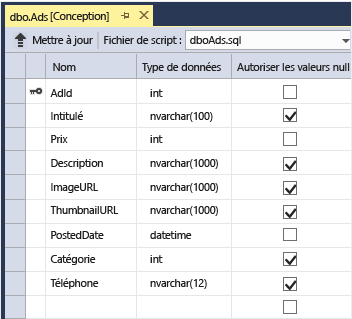 dbo.Ads [Conception]
Mettre à jour Fichier de script : dboAds.sql
Nom Type de données Autoriser les valeurs null
AdId int
Intitulé nvarchar(100)
Prix int
Description nvarchar(1000)
ImageURL nvarchar(1000)
ThumbnailURL nvarchar(1000)
PostedDate datetime
Catégorie int
Téléphone nvarchar(12)